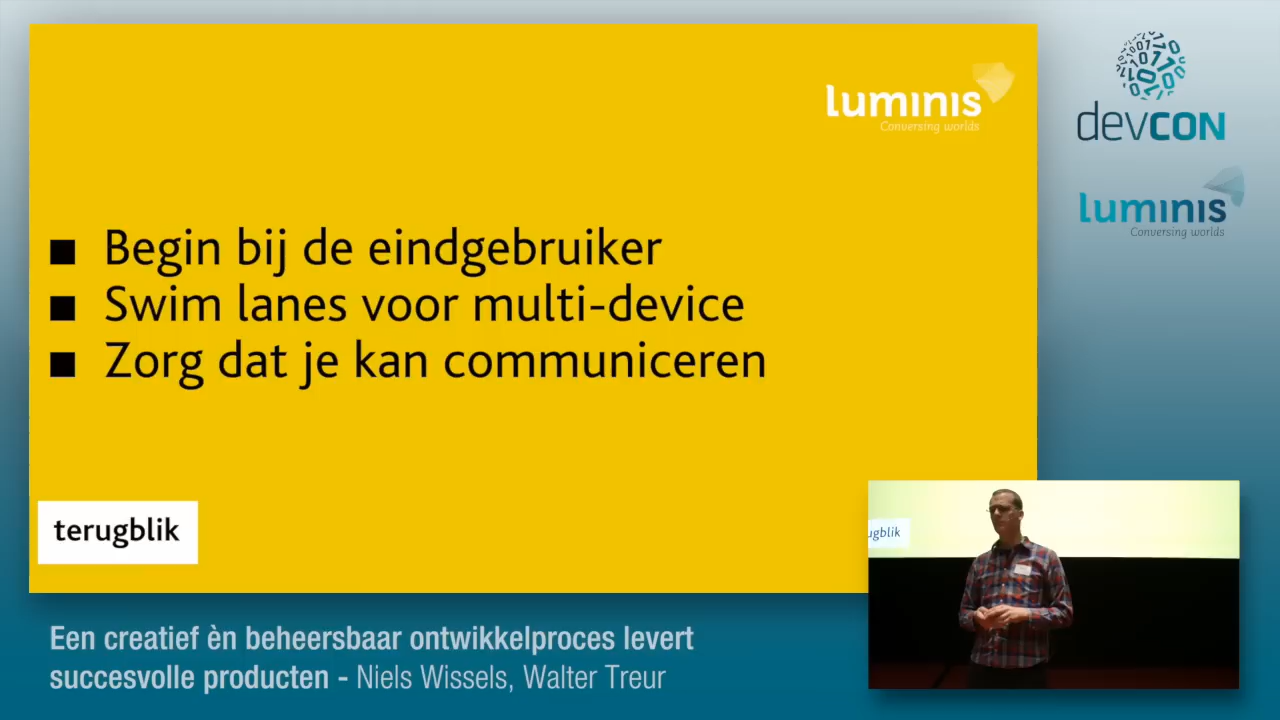 luminis
Conversing worlds
Begin bij de eindgebruiker
Swim lanes voor multi-device
Zorg dat je kan communiceren
terugblik
devCON
luminis
Conversing worlds
ugblik
Een creatief èn beheersbaar ontwikkelproces levert
succesvolle producten - Niels Wissels, Walter Treur